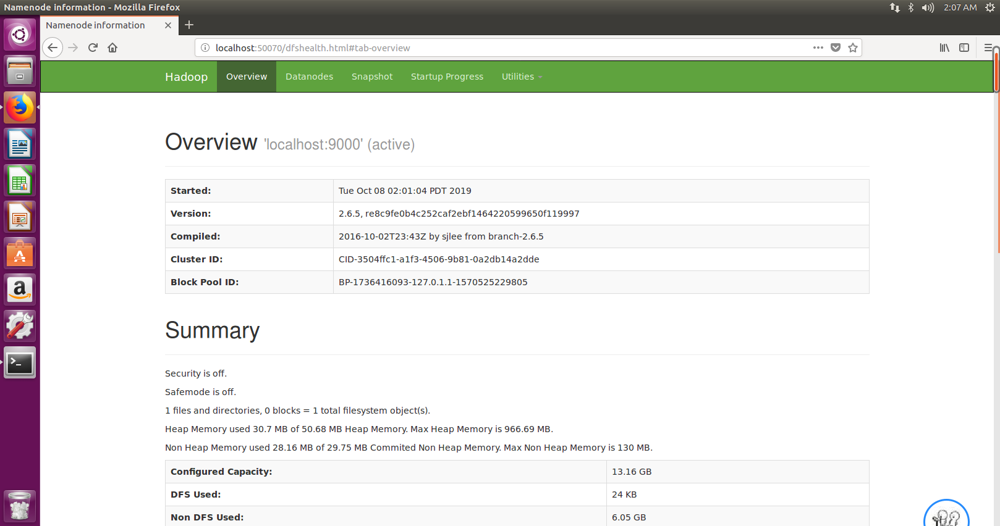 Namenode information - Mozilla Firefox
2:07 AM
Namenode information
localhost:50070/dfshealth.html#tab-overview
Hadoop Overview Datanodes Snapshot Startup Progress Utilities
Overview 'localhost:9000' (active)
Started: Tue Oct 08 02:01:04 PDT 2019
Version: 2.6.5, re8c9fe0b4c252caf2ebf1464220599650f119997
Compiled: 2016-10-02T23:43Z by sjlee from branch-2.6.5
Cluster ID: CID-3504ffc1-a1f3-4506-9b81-0a2db14a2dde
Block Pool ID: BP-1736416093-127.0.1.1-1570525229805
Summary
Security is off.
Safemode is off.
1 files and directories, 0 blocks = 1 total filesystem object(s).
Heap Memory used 30.7 MB of 50.68 MB Heap Memory. Max Heap Memory is 966.69 MB.
Non Heap Memory used 28.16 MB of 29.75 MB Commited Non Heap Memory. Max Non Heap Memory is 130 MB.
Configured Capacity: 13.16 GB
DFS Used: 24 KB
Non DFS Used: 6.05 GB